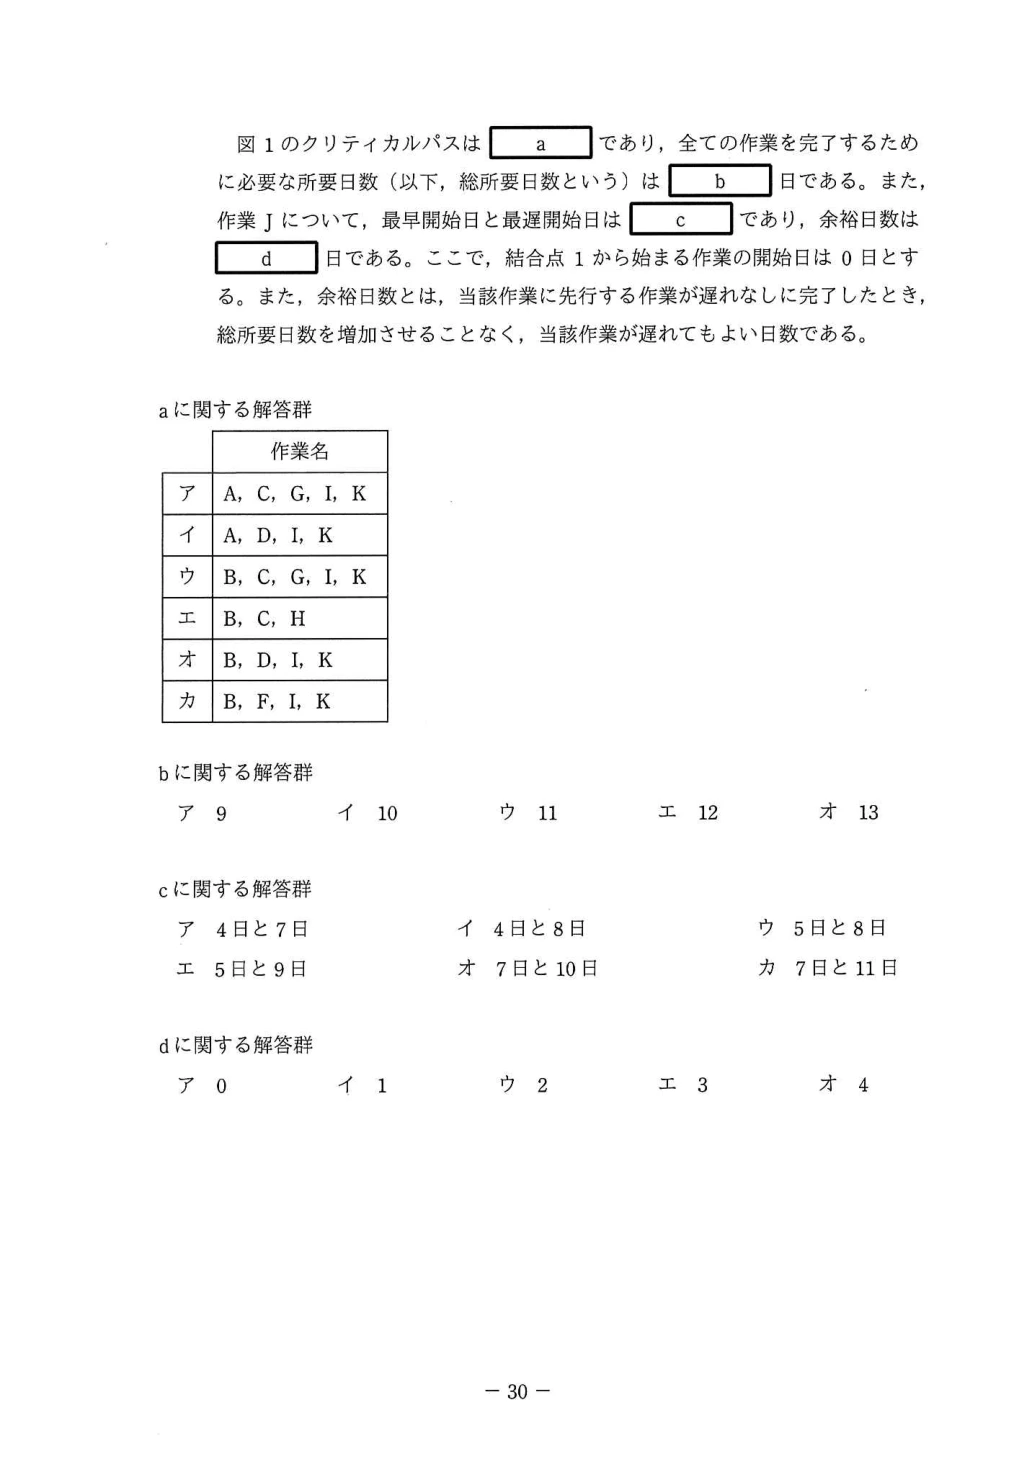 図 1 のクリティカルパスは a であり，全ての作業を完了するため
に必要な所要日数（以下，総所要日数という）は b 日である。また，
作業 J について，最早開始日と最遅開始日は c であり，余裕日数は
d 日である。ここで，結合点 1 から始まる作業の開始日は 0 日とす
る。また，余裕日数とは，当該作業に先行する作業が遅れなしに完了したとき，
総所要日数を増加させることなく，当該作業が遅れてもよい日数である。
a に関する解答群
作業名
ア A，C，G，I，K
イ A，D，I，K
ウ B，C，G，I，K
エ B，C，H
オ B，D，I，K
カ B，F，I，K
b に関する解答群
ア 9 イ 10 ウ 11 エ 12 オ 13
c に関する解答群
ア 4 日と 7 日 イ 4 日と 8 日 ウ 5 日と 8 日
エ 5 日と 9 日 オ 7 日と 10 日 カ 7 日と 11 日
d に関する解答群
ア 0 イ 1 ウ 2 エ 3 オ 4
－ 30 －